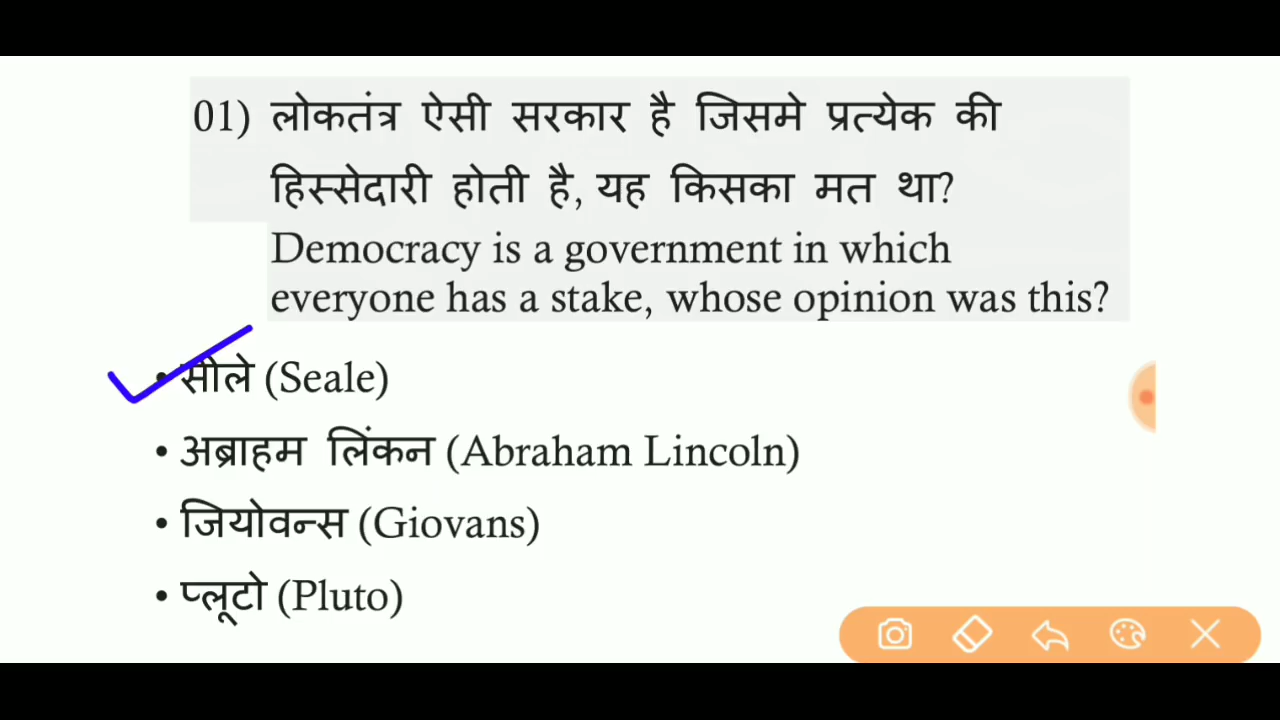 01) लोकतंत्र ऐसी सरकार है जिसमे प्रत्येक की
हिस्सेदारी होती है, यह किसका मत था?
Democracy is a government in which
everyone has a stake, whose opinion was this?
• सीले (Seale)
• अब्राहम लिंकन (Abraham Lincoln)
• जियोवन्स (Giovans)
• प्लूटो (Pluto)